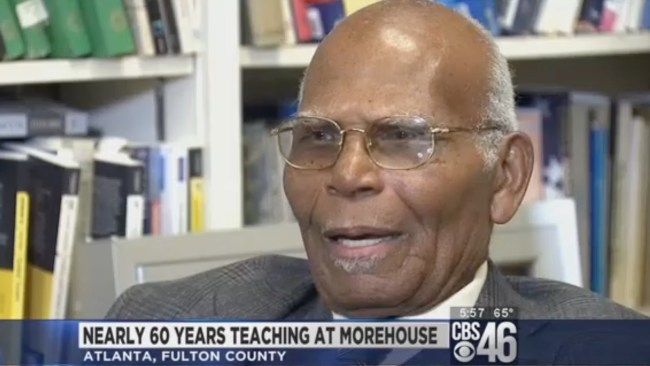 5:57 65°
NEARLY 60 YEARS TEACHING AT MOREHOUSE
CBS 46
ATLANTA, FULTON COUNTY